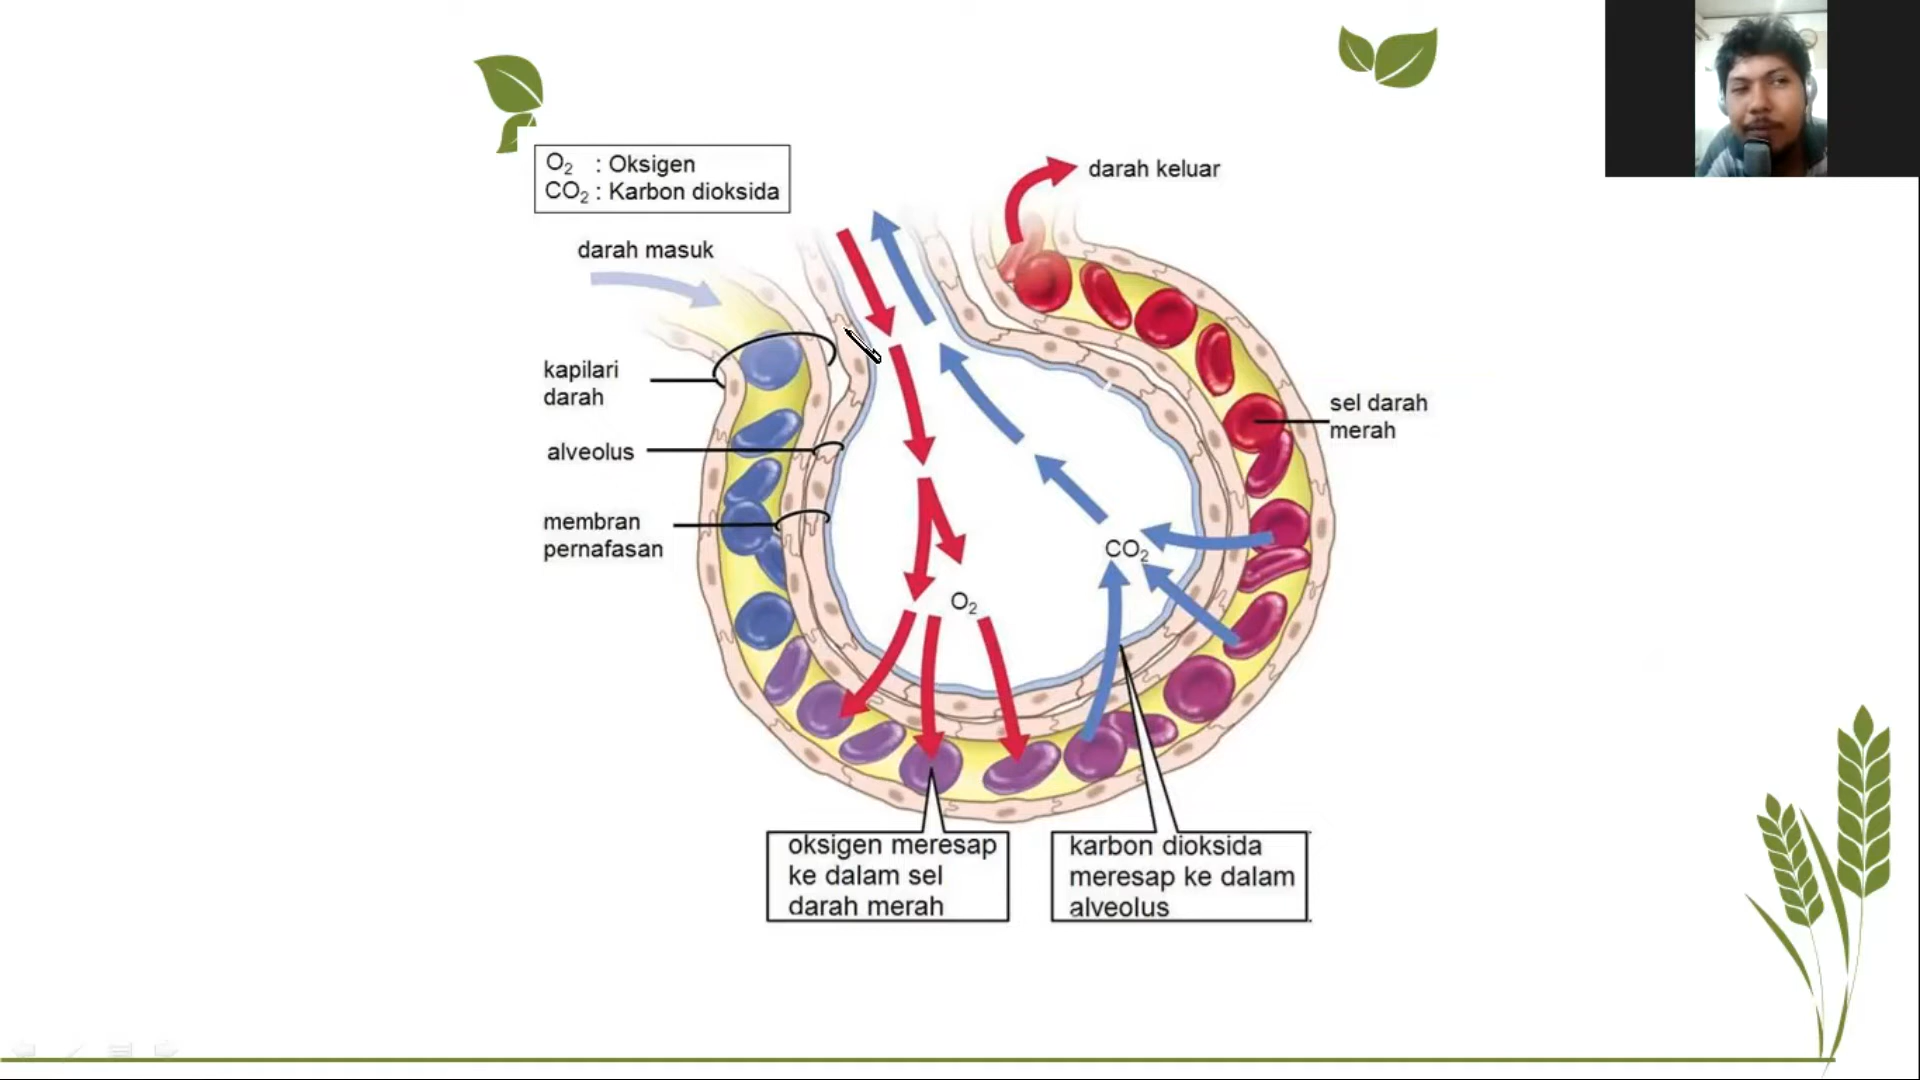 O₂ : Oksigen
CO₂ : Karbon dioksida
darah keluar
darah masuk
kapilari
darah
alveolus
membran
pernafasan
sel darah
merah
CO₂
O₂
oksigen meresap
ke dalam sel
darah merah
karbon dioksida
meresap ke dalam
alveolus